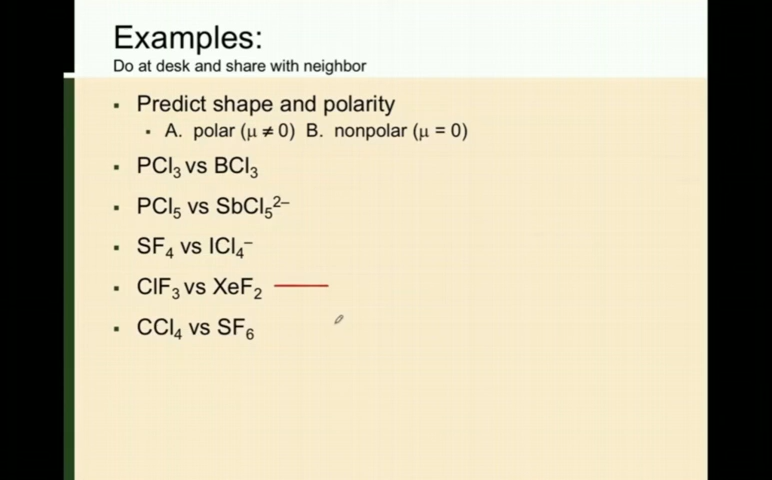 Examples:
Do at desk and share with neighbor
▪ Predict shape and polarity
▪ A. polar (μ ≠ 0) B. nonpolar (μ = 0)
▪ PCl₃ vs BCl₃
▪ PCl₅ vs SbCl₅²⁻
▪ SF₄ vs ICl₄⁻
▪ ClF₃ vs XeF₂
▪ CCl₄ vs SF₆